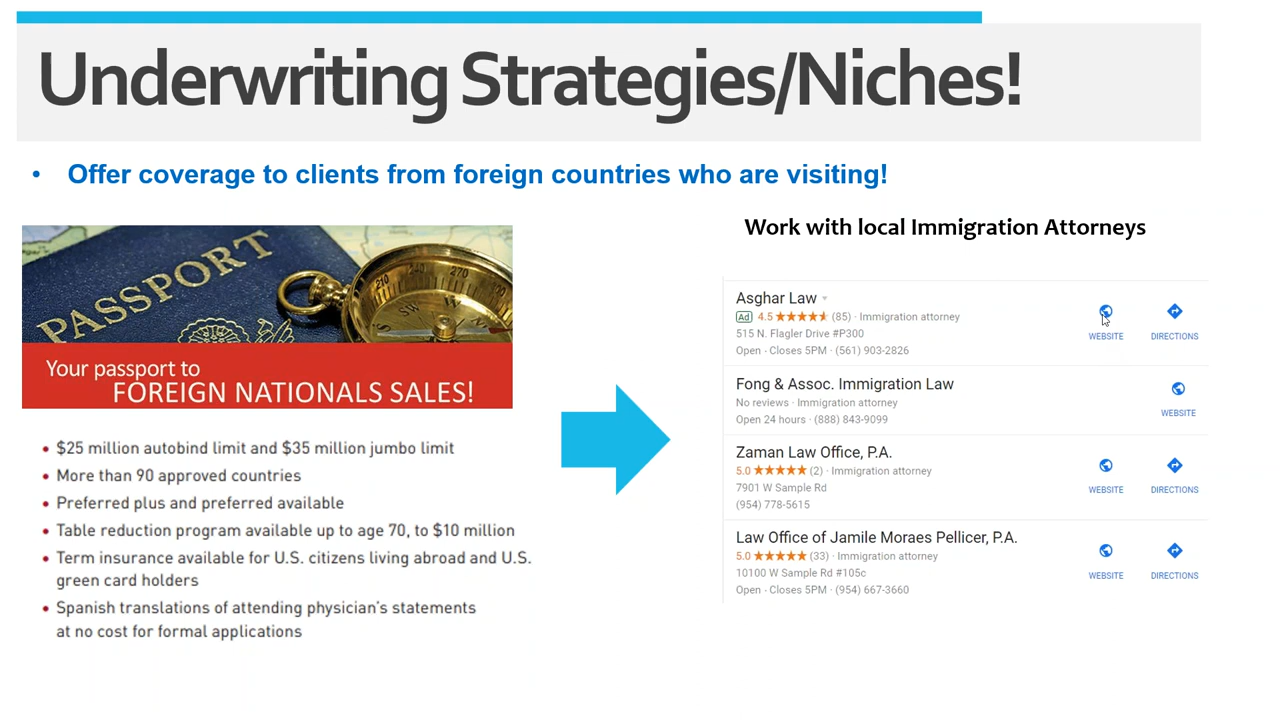 Underwriting Strategies/Niches!
• Offer coverage to clients from foreign countries who are visiting!
PASSPORT
210
270
S
W
Your passport to
FOREIGN NATIONALS SALES!
• $25 million autobind limit and $35 million jumbo limit
• More than 90 approved countries
• Preferred plus and preferred available
• Table reduction program available up to age 70, to $10 million
• Term insurance available for U.S. citizens living abroad and U.S.
green card holders
• Spanish translations of attending physician's statements
at no cost for formal applications
Work with local Immigration Attorneys
Asghar Law
Ad 4.5 ★★★★★ (85) · Immigration attorney
515 N. Flagler Drive #P300
Open · Closes 5PM · (561) 903-2826
WEBSITE DIRECTIONS
Fong & Assoc. Immigration Law
No reviews · Immigration attorney
Open 24 hours · (888) 843-9099
WEBSITE
Zaman Law Office, P.A.
5.0 ★★★★★ (2) · Immigration attorney
7901 W Sample Rd
(954) 778-5615
WEBSITE DIRECTIONS
Law Office of Jamile Moraes Pellicer, P.A.
5.0 ★★★★★ (33) · Immigration attorney
10100 W Sample Rd #105c
Open · Closes 5PM · (954) 667-3660
WEBSITE DIRECTIONS